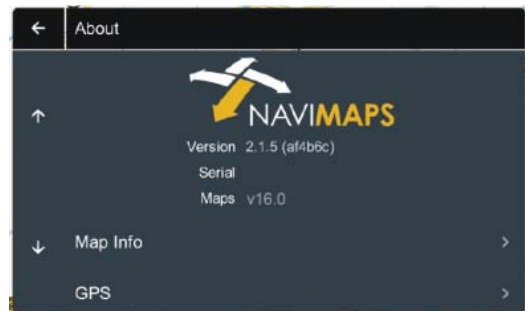 About
NAVIMAPS
Version 2.1.5 (af4b6c)
Serial
Maps v16.0
Map Info
GPS